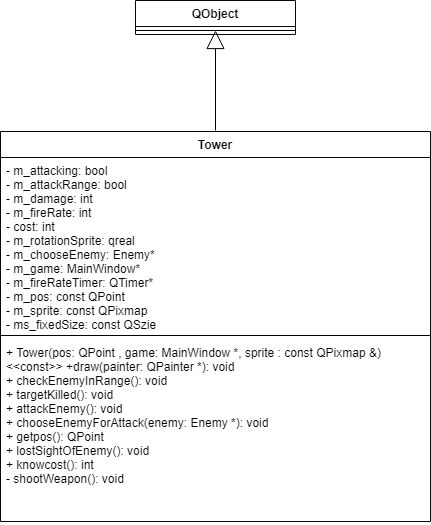 QObject
Tower
- m_attacking: bool
- m_attackRange: bool
- m_damage: int
- m_fireRate: int
- cost: int
- m_rotationSprite: qreal
- m_chooseEnemy: Enemy*
- m_game: MainWindow*
- m_fireRateTimer: QTimer*
- m_pos: const QPoint
- m_sprite: const QPixmap
- ms_fixedSize: const QSzie
+ Tower(pos: QPoint , game: MainWindow *, sprite : const QPixmap &)
<<const>> +draw(painter: QPainter *): void
+ checkEnemyInRange(): void
+ targetKilled(): void
+ attackEnemy(): void
+ chooseEnemyForAttack(enemy: Enemy *): void
+ getpos(): QPoint
+ lostSightOfEnemy(): void
+ knowcost(): int
- shootWeapon(): void